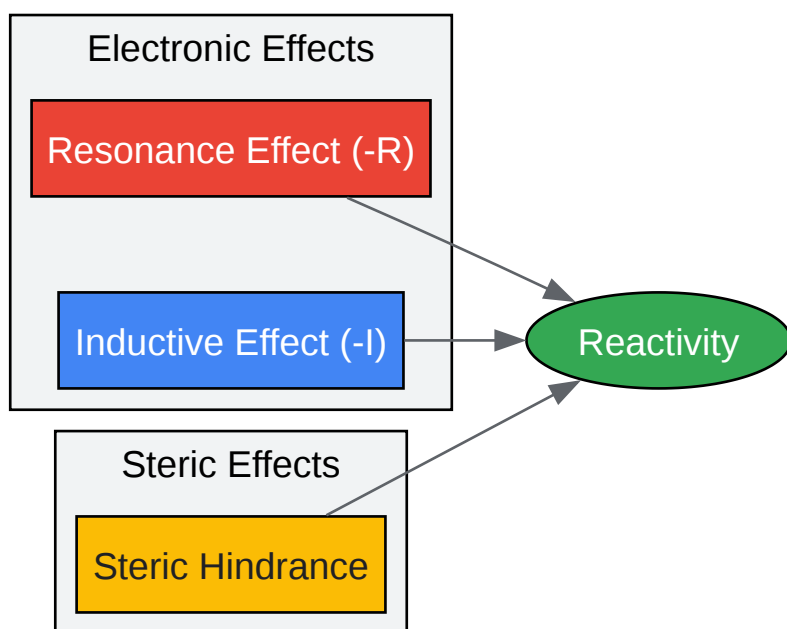 Electronic Effects
Resonance Effect (-R)
Inductive Effect (-I)
Reactivity
Steric Effects
Steric Hindrance